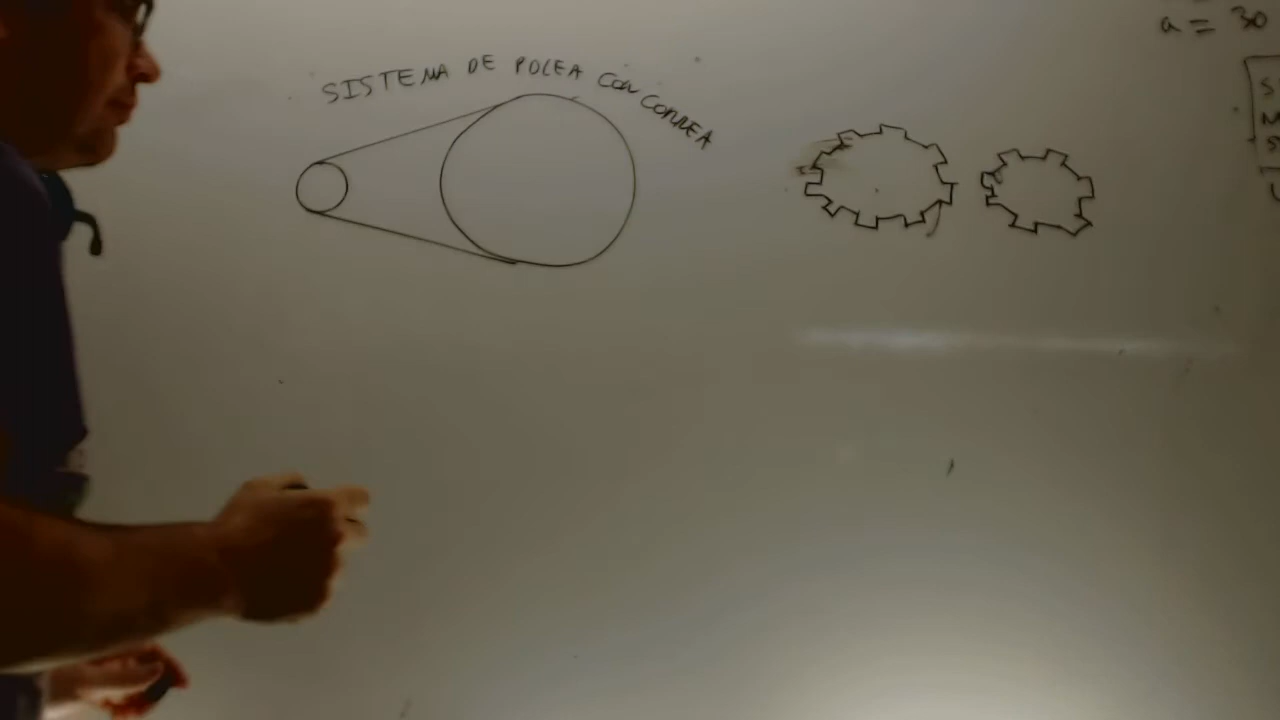 SISTEMA DE POLEA CON CORREA
a = 30